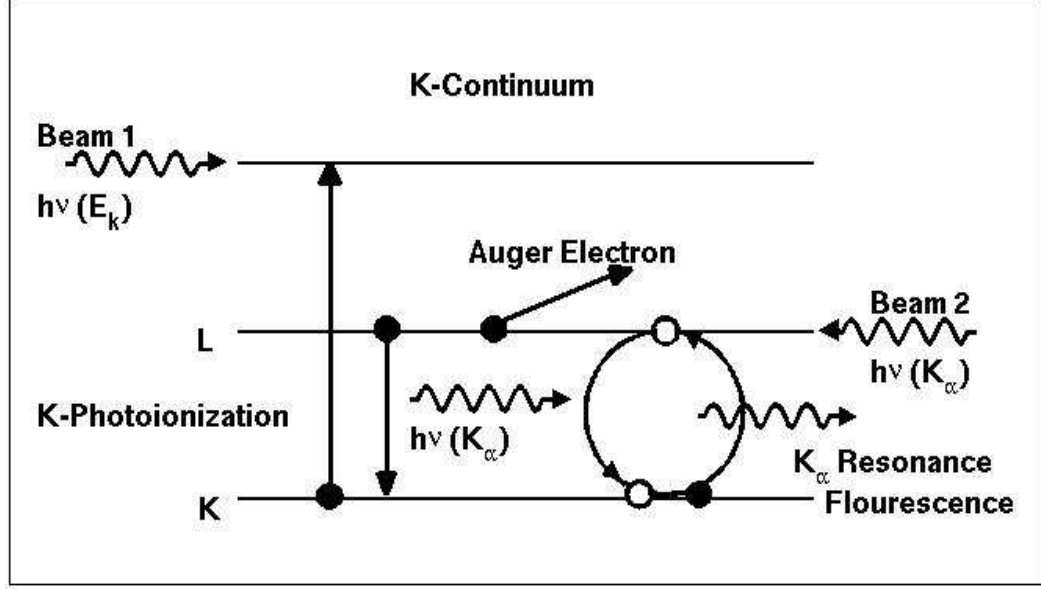 K-Continuum
Beam 1
hν (E_k)
Auger Electron
Beam 2
L
hν (K_α)
K-Photoionization
hν (K_α)
K_α Resonance
K
Flourescence